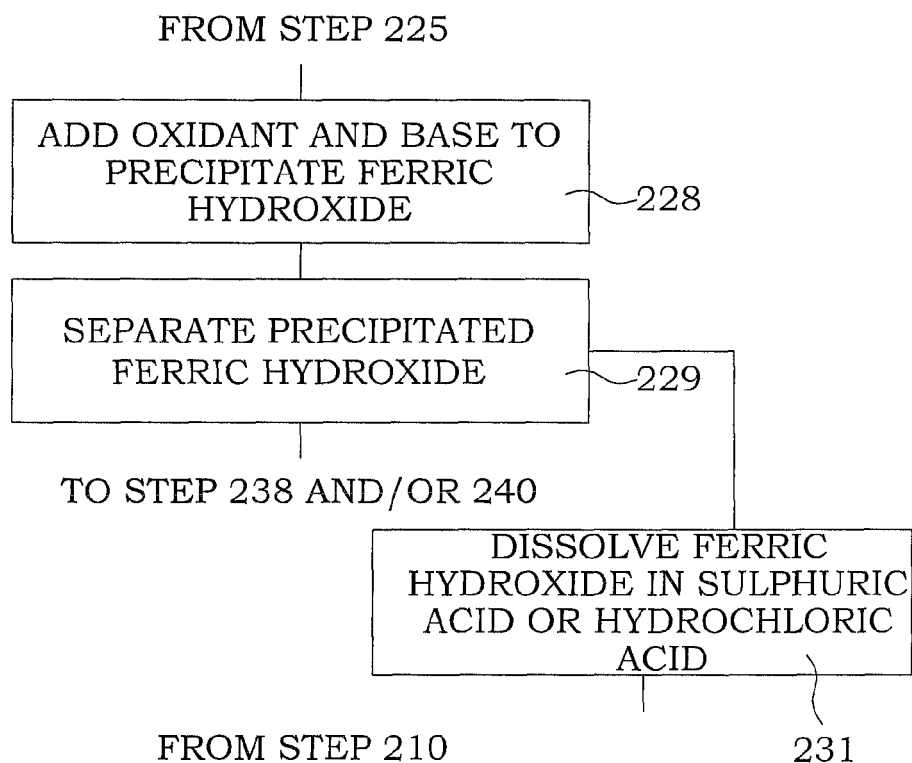 FROM STEP 225
ADD OXIDANT AND BASE TO
PRECIPITATE FERRIC
HYDROXIDE
228
SEPARATE PRECIPITATED
FERRIC HYDROXIDE
229
TO STEP 238 AND/OR 240
DISSOLVE FERRIC
HYDROXIDE IN SULPHURIC
ACID OR HYDROCHLORIC
ACID
FROM STEP 210
231